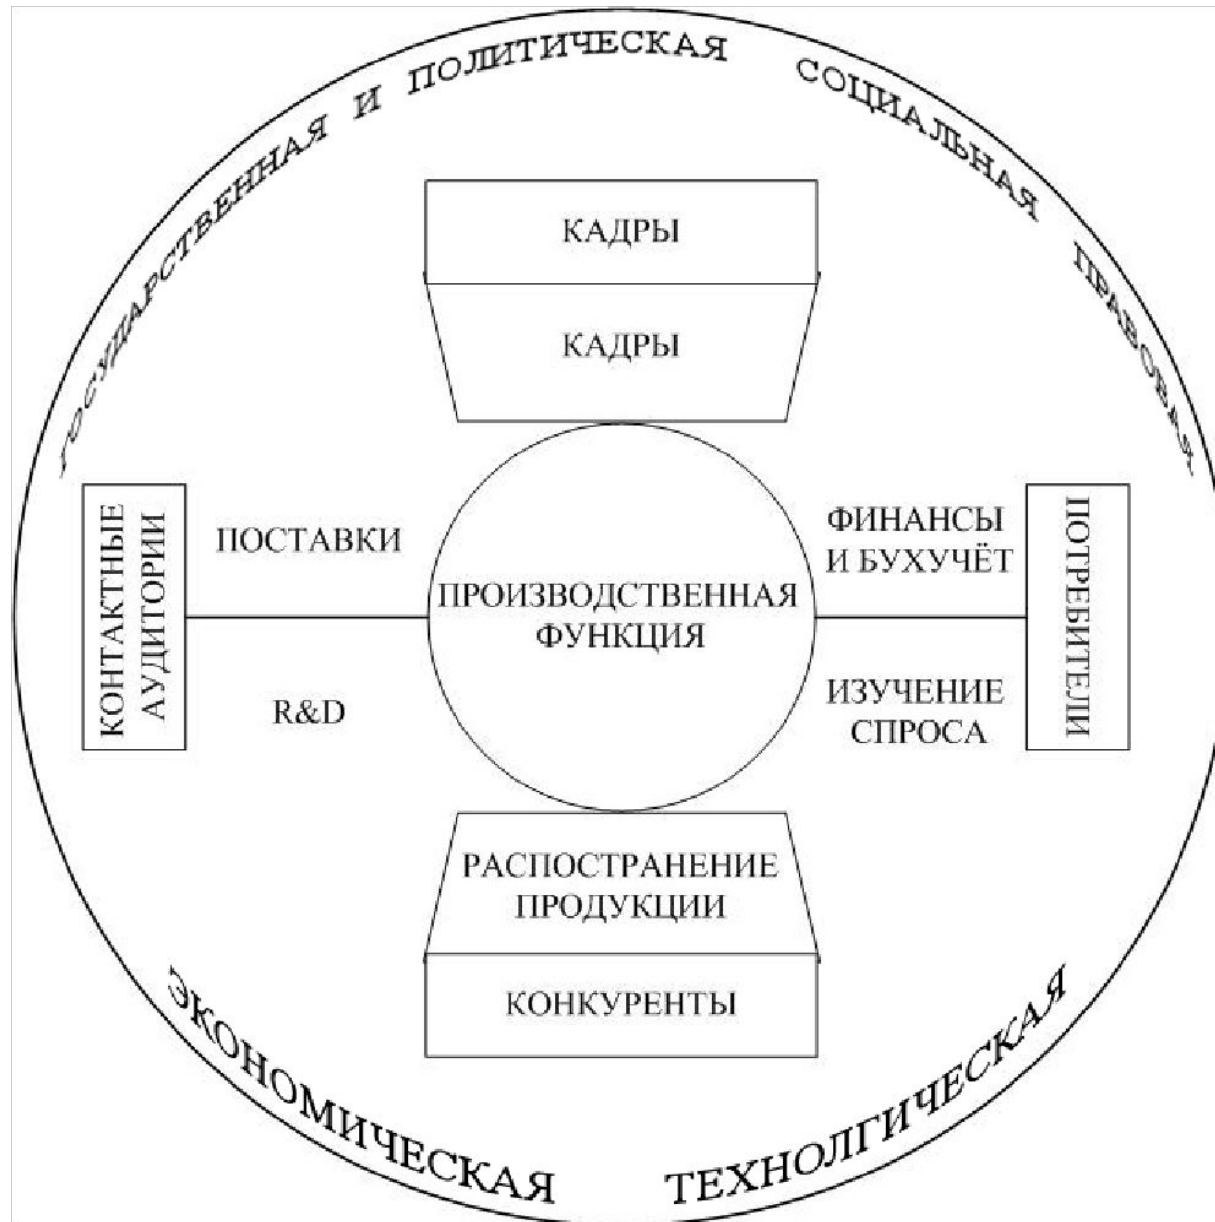 ГОСУДАРСТВЕННАЯ И ПОЛИТИЧЕСКАЯ
СОЦИАЛЬНАЯ
ПРАВОВАЯ
КАДРЫ
КАДРЫ
КОНТАКТНЫЕ
АУДИТОРИИ
ПОСТАВКИ
R&D
ПРОИЗВОДСТВЕННАЯ
ФУНКЦИЯ
ФИНАНСЫ
И БУХУЧЁТ
ИЗУЧЕНИЕ
СПРОСА
ПОТРЕБИТЕЛИ
РАСПОСТРАНЕНИЕ
ПРОДУКЦИИ
КОНКУРЕНТЫ
ЭКОНОМИЧЕСКАЯ
ТЕХНОЛГИЧЕСКАЯ